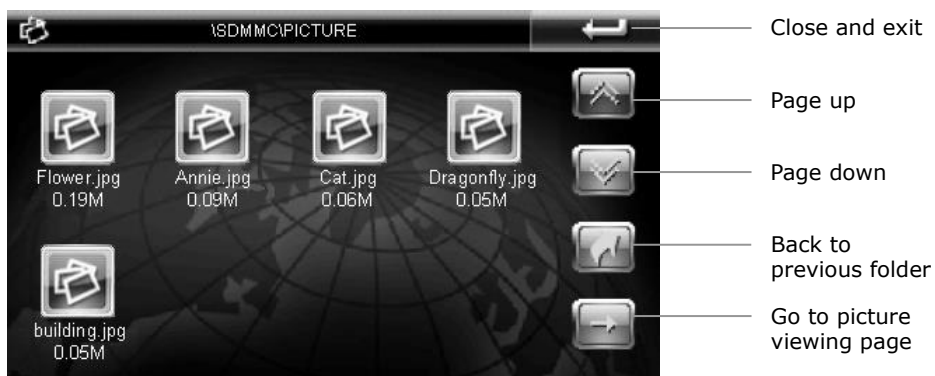 \SDMMC\PICTURE
Close and exit
Page up
Flower.jpg Annie.jpg Cat.jpg Dragonfly.jpg
0.19M 0.09M 0.06M 0.05M
Page down
Back to
previous folder
building.jpg
0.05M
Go to picture
viewing page